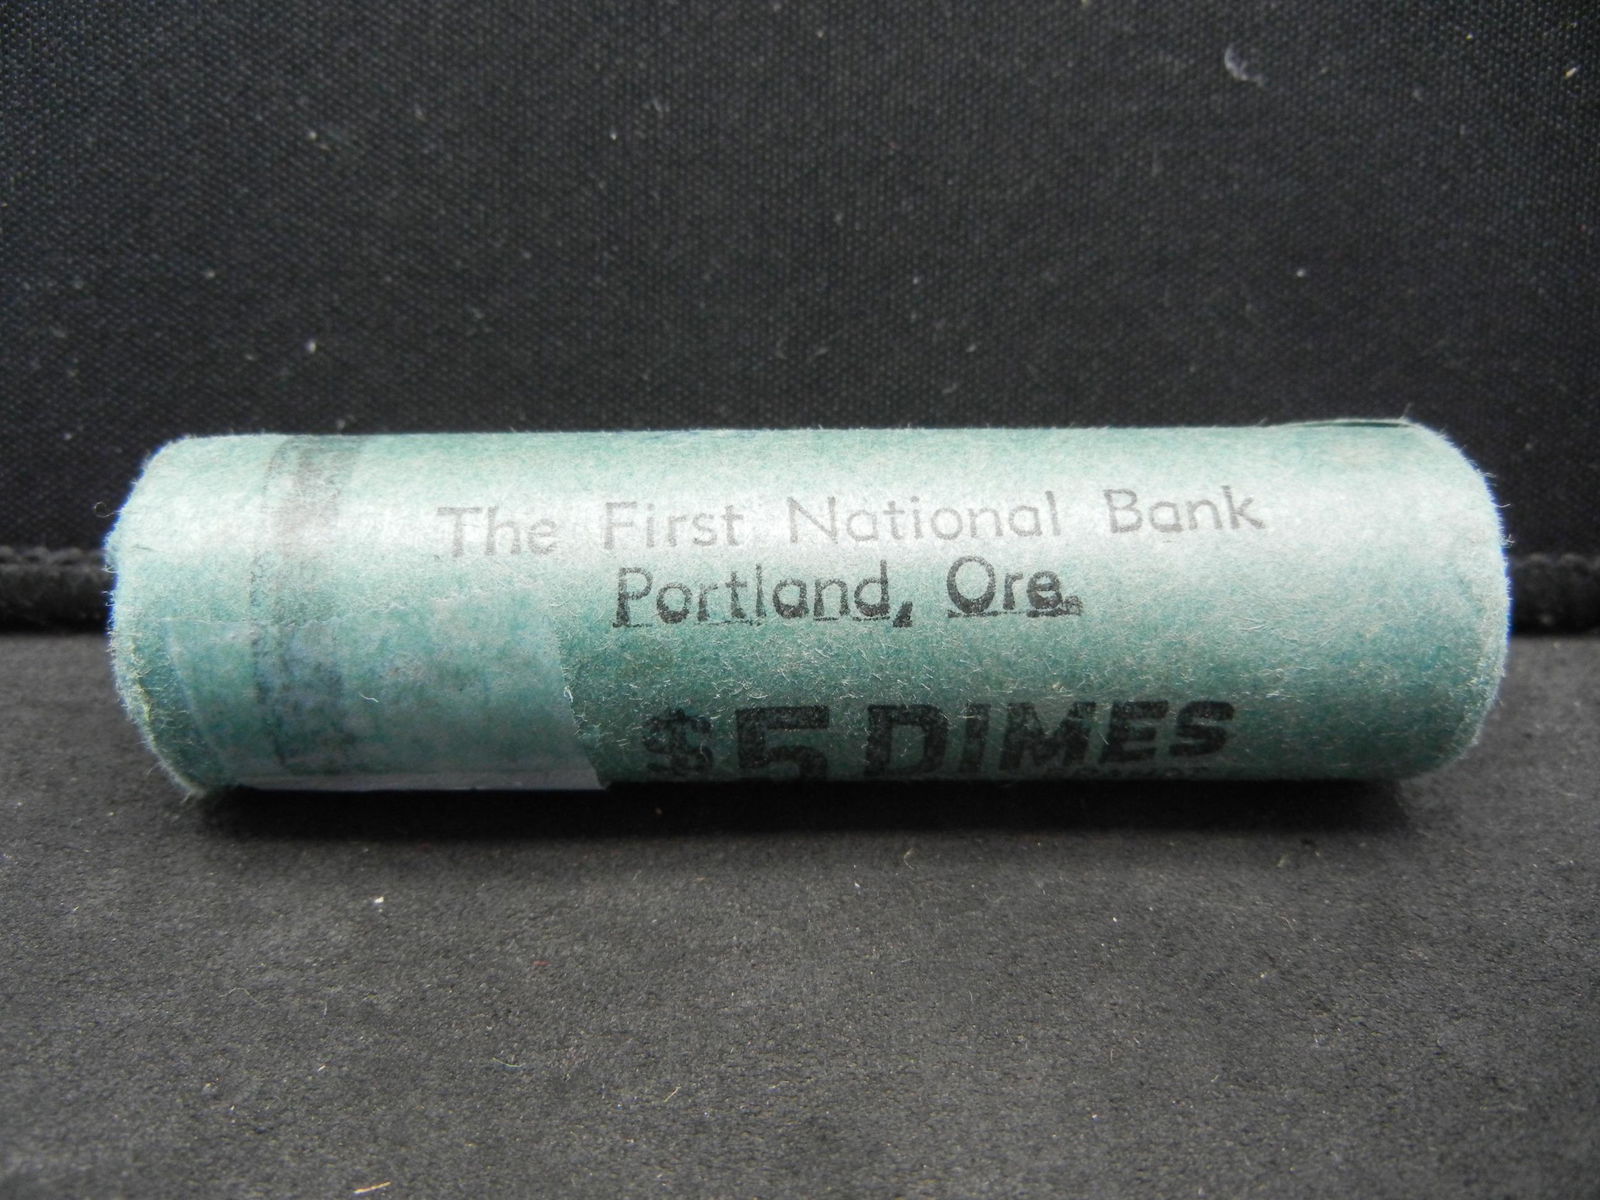 The First National Bank
Portland, Ore.
$5 DIMES